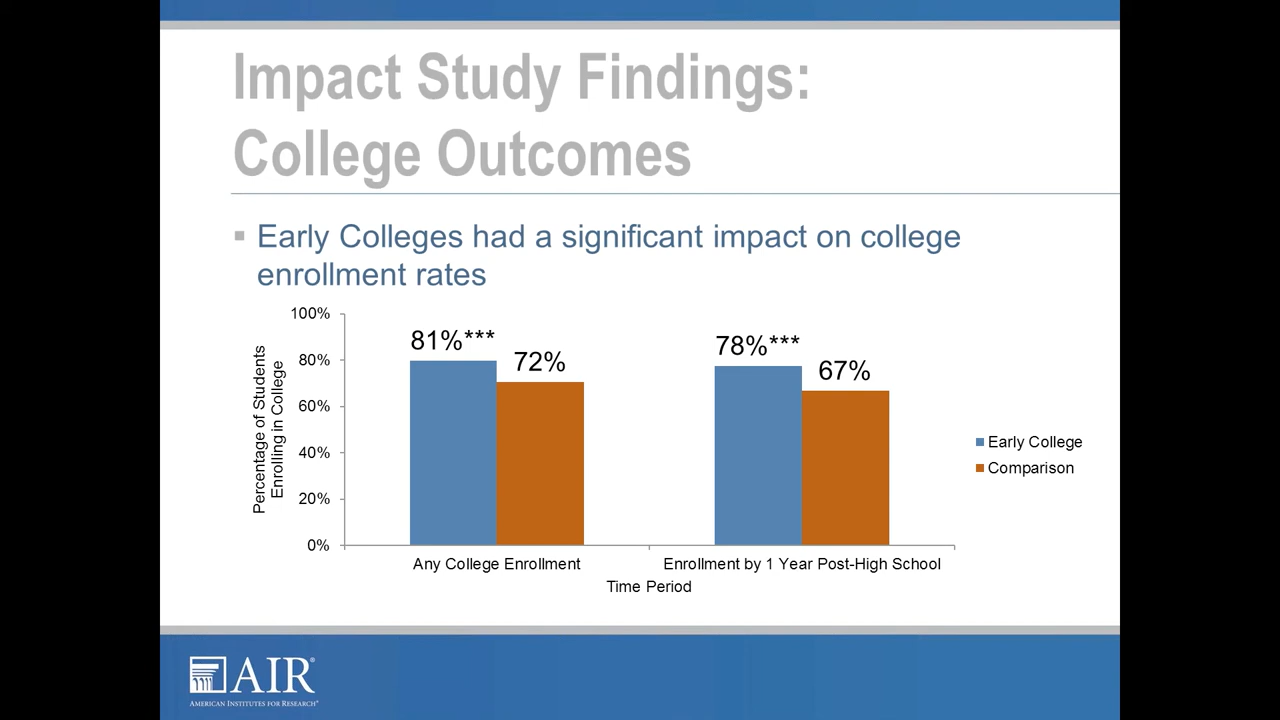 Impact Study Findings:
College Outcomes
▪ Early Colleges had a significant impact on college
enrollment rates
100%
80%
60%
40%
20%
0%
Percentage of Students
Enrolling in College
81%***
72%
78%***
67%
Early College
Comparison
Any College Enrollment
Enrollment by 1 Year Post-High School
Time Period
AIR®
AMERICAN INSTITUTES FOR RESEARCH®